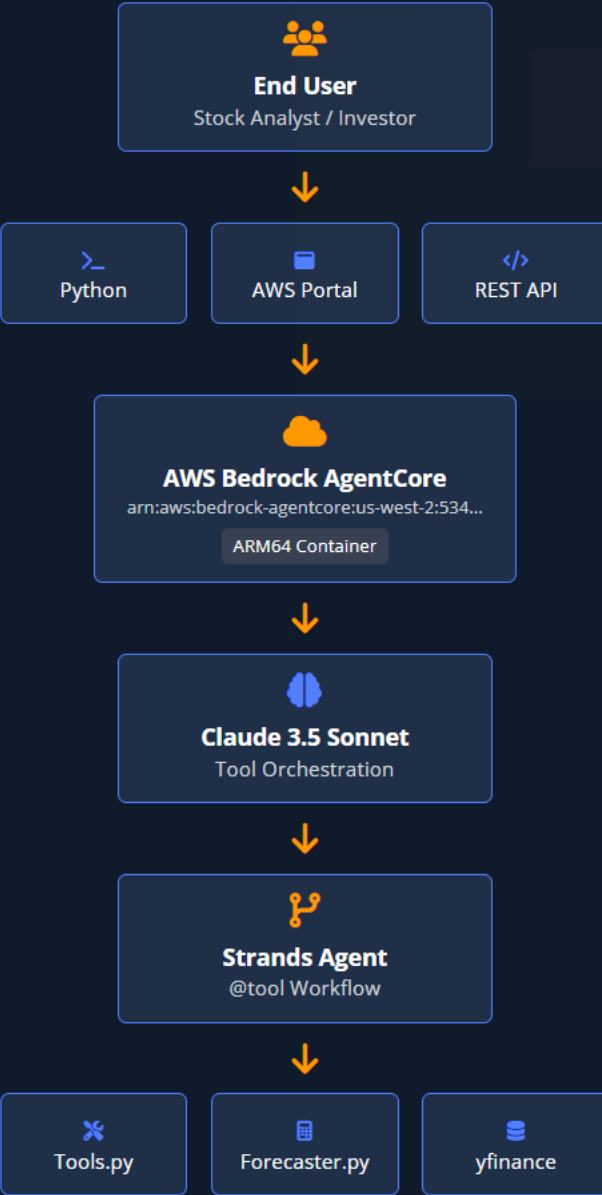 End User
Stock Analyst / Investor
Python
AWS Portal
REST API
AWS Bedrock AgentCore
arn:aws:bedrock-agentcore:us-west-2:534...
ARM64 Container
Claude 3.5 Sonnet
Tool Orchestration
Strands Agent
@tool Workflow
Tools.py
Forecaster.py
yfinance